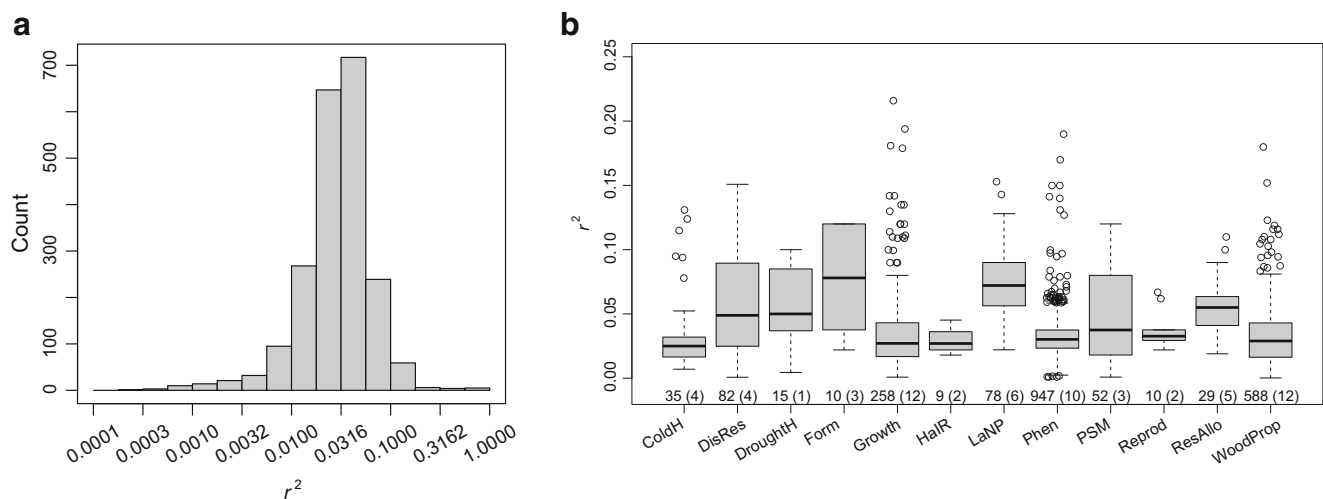 a
Count
700
500
300
100
0
0.0001
0.0003
0.0010
0.0032
0.0100
0.0316
0.1000
0.3162
1.0000
r²
b
r²
0.25
0.20
0.15
0.10
0.05
0.00
35 (4) 82 (4) 15 (1) 10 (3) 258 (12) 9 (2) 78 (6) 947 (10) 52 (3) 10 (2) 29 (5) 588 (12)
ColdH
DisRes
DroughtH
Form
Growth
HalR
LaNP
Phen
PSM
Reprod
ResAllo
WoodProp